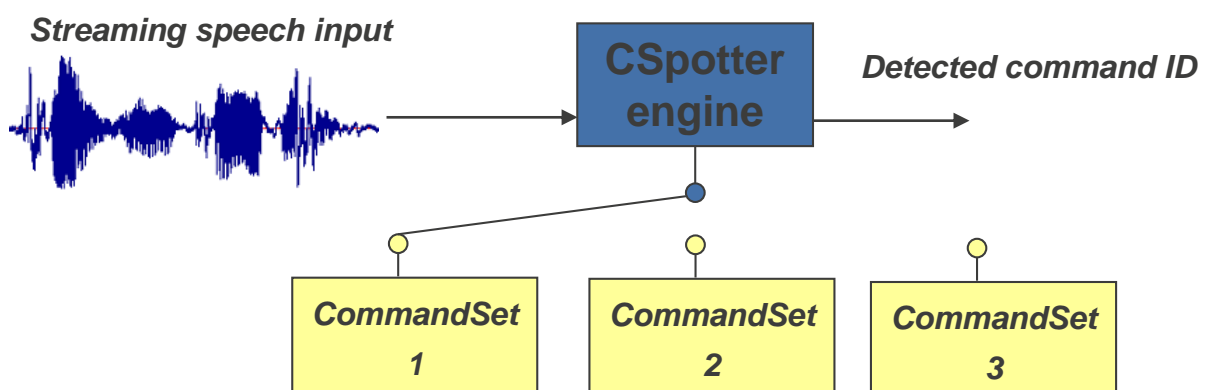 Streaming speech input
CSpotter
engine
Detected command ID
CommandSet
1
CommandSet
2
CommandSet
3